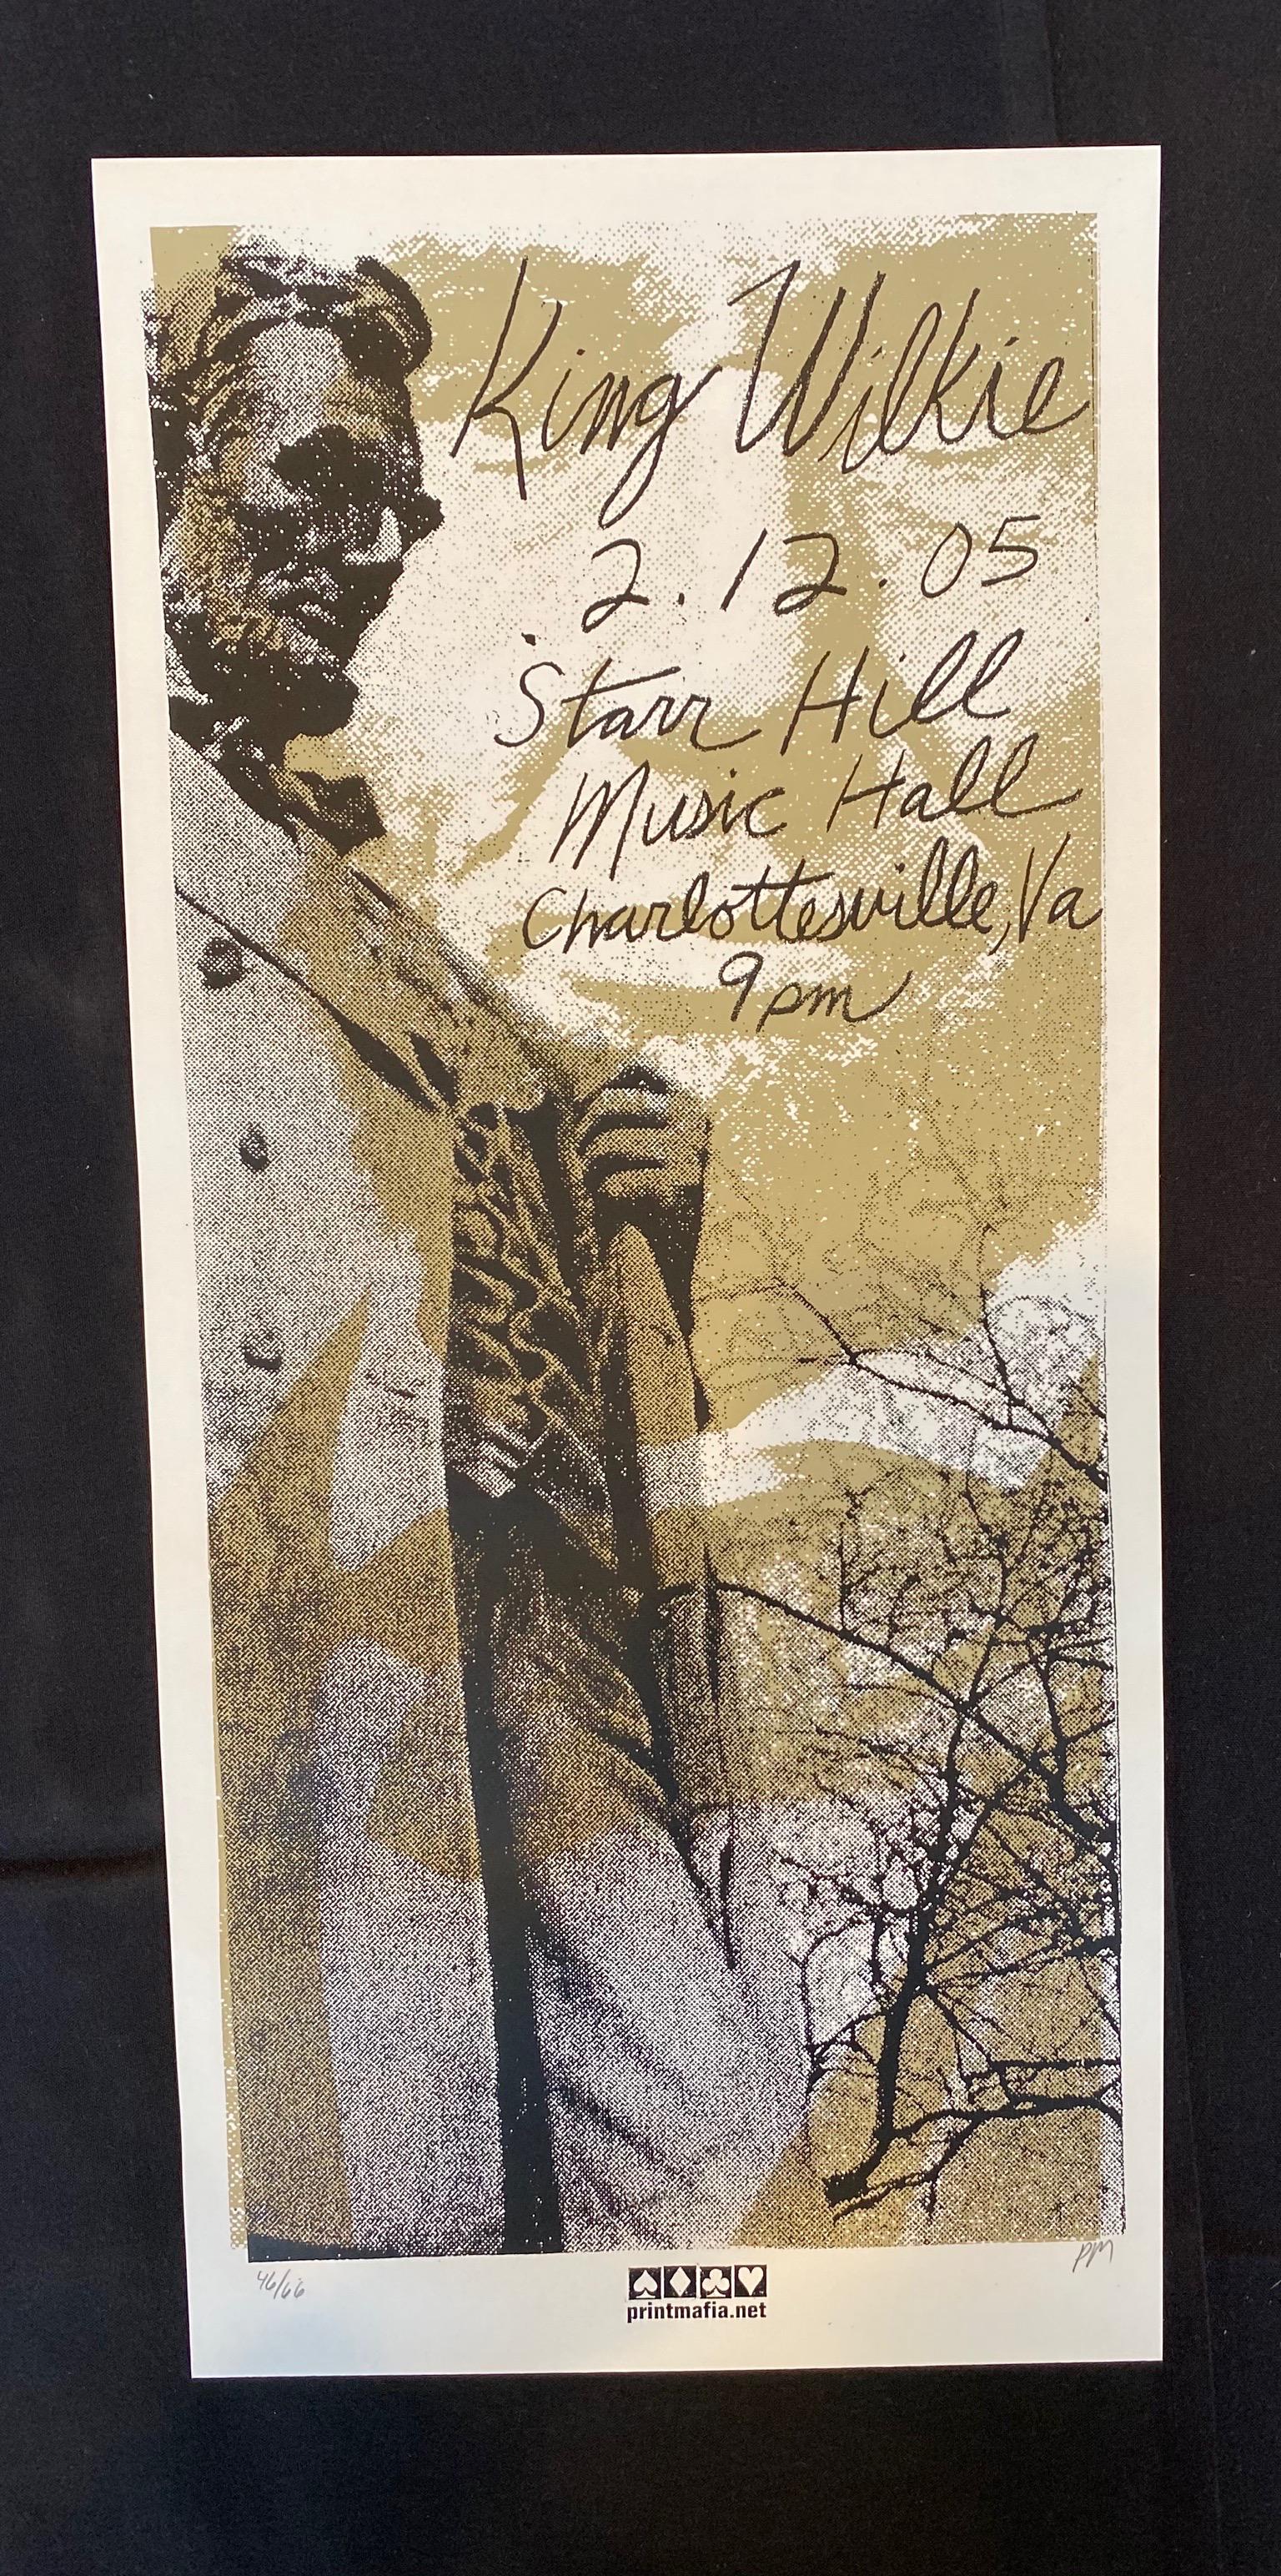 King Wilkie
2.12.05
Starr Hill
Music Hall
Charlottesville, Va
9pm
46/66
PM
printmafia.net